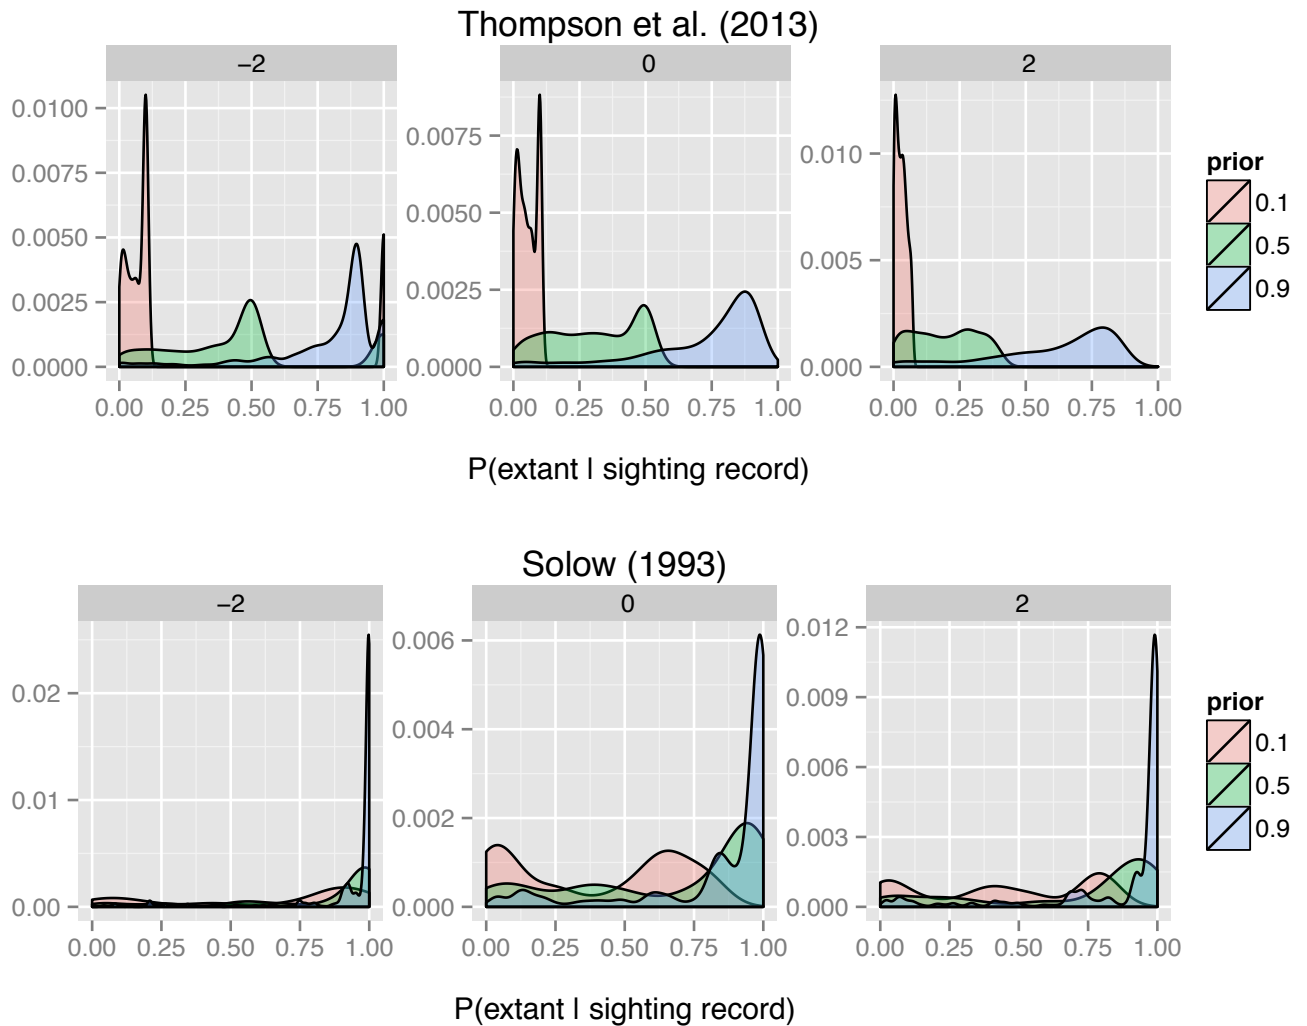 Thompson et al. (2013)
−2 0 2
0.0100
0.0075
0.0050
0.0025
0.0000
0.0075
0.0050
0.0025
0.0000
0.010
0.005
0.000
0.00 0.25 0.50 0.75 1.00
0.00 0.25 0.50 0.75 1.00
0.00 0.25 0.50 0.75 1.00
P(extant | sighting record)
prior
0.1
0.5
0.9
Solow (1993)
−2 0 2
0.02
0.01
0.00
0.006
0.004
0.002
0.000
0.012
0.009
0.006
0.003
0.000
0.00 0.25 0.50 0.75 1.00
0.00 0.25 0.50 0.75 1.00
0.00 0.25 0.50 0.75 1.00
P(extant | sighting record)
prior
0.1
0.5
0.9